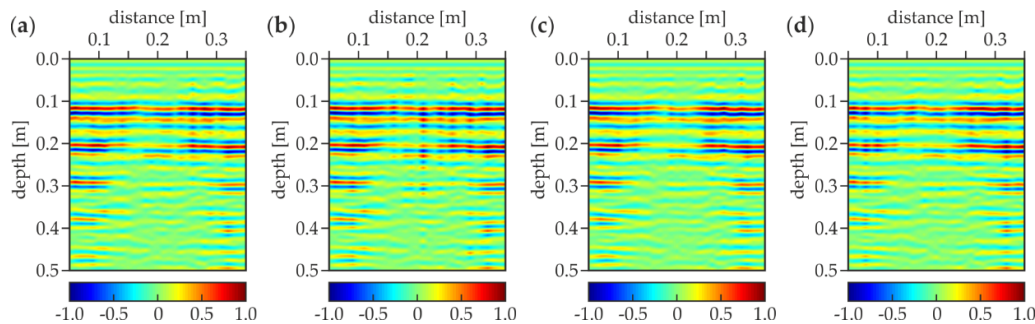 (a) distance [m] (b) distance [m] (c) distance [m] (d) distance [m]
0.1 0.2 0.3 0.1 0.2 0.3 0.1 0.2 0.3 0.1 0.2 0.3
0.0 0.0 0.0 0.0
0.1 0.1 0.1 0.1
0.2 0.2 0.2 0.2
depth [m] depth [m] depth [m] depth [m]
0.3 0.3 0.3 0.3
0.4 0.4 0.4 0.4
0.5 0.5 0.5 0.5
-1.0 -0.5 0 0.5 1.0 -1.0 -0.5 0 0.5 1.0 -1.0 -0.5 0 0.5 1.0 -1.0 -0.5 0 0.5 1.0